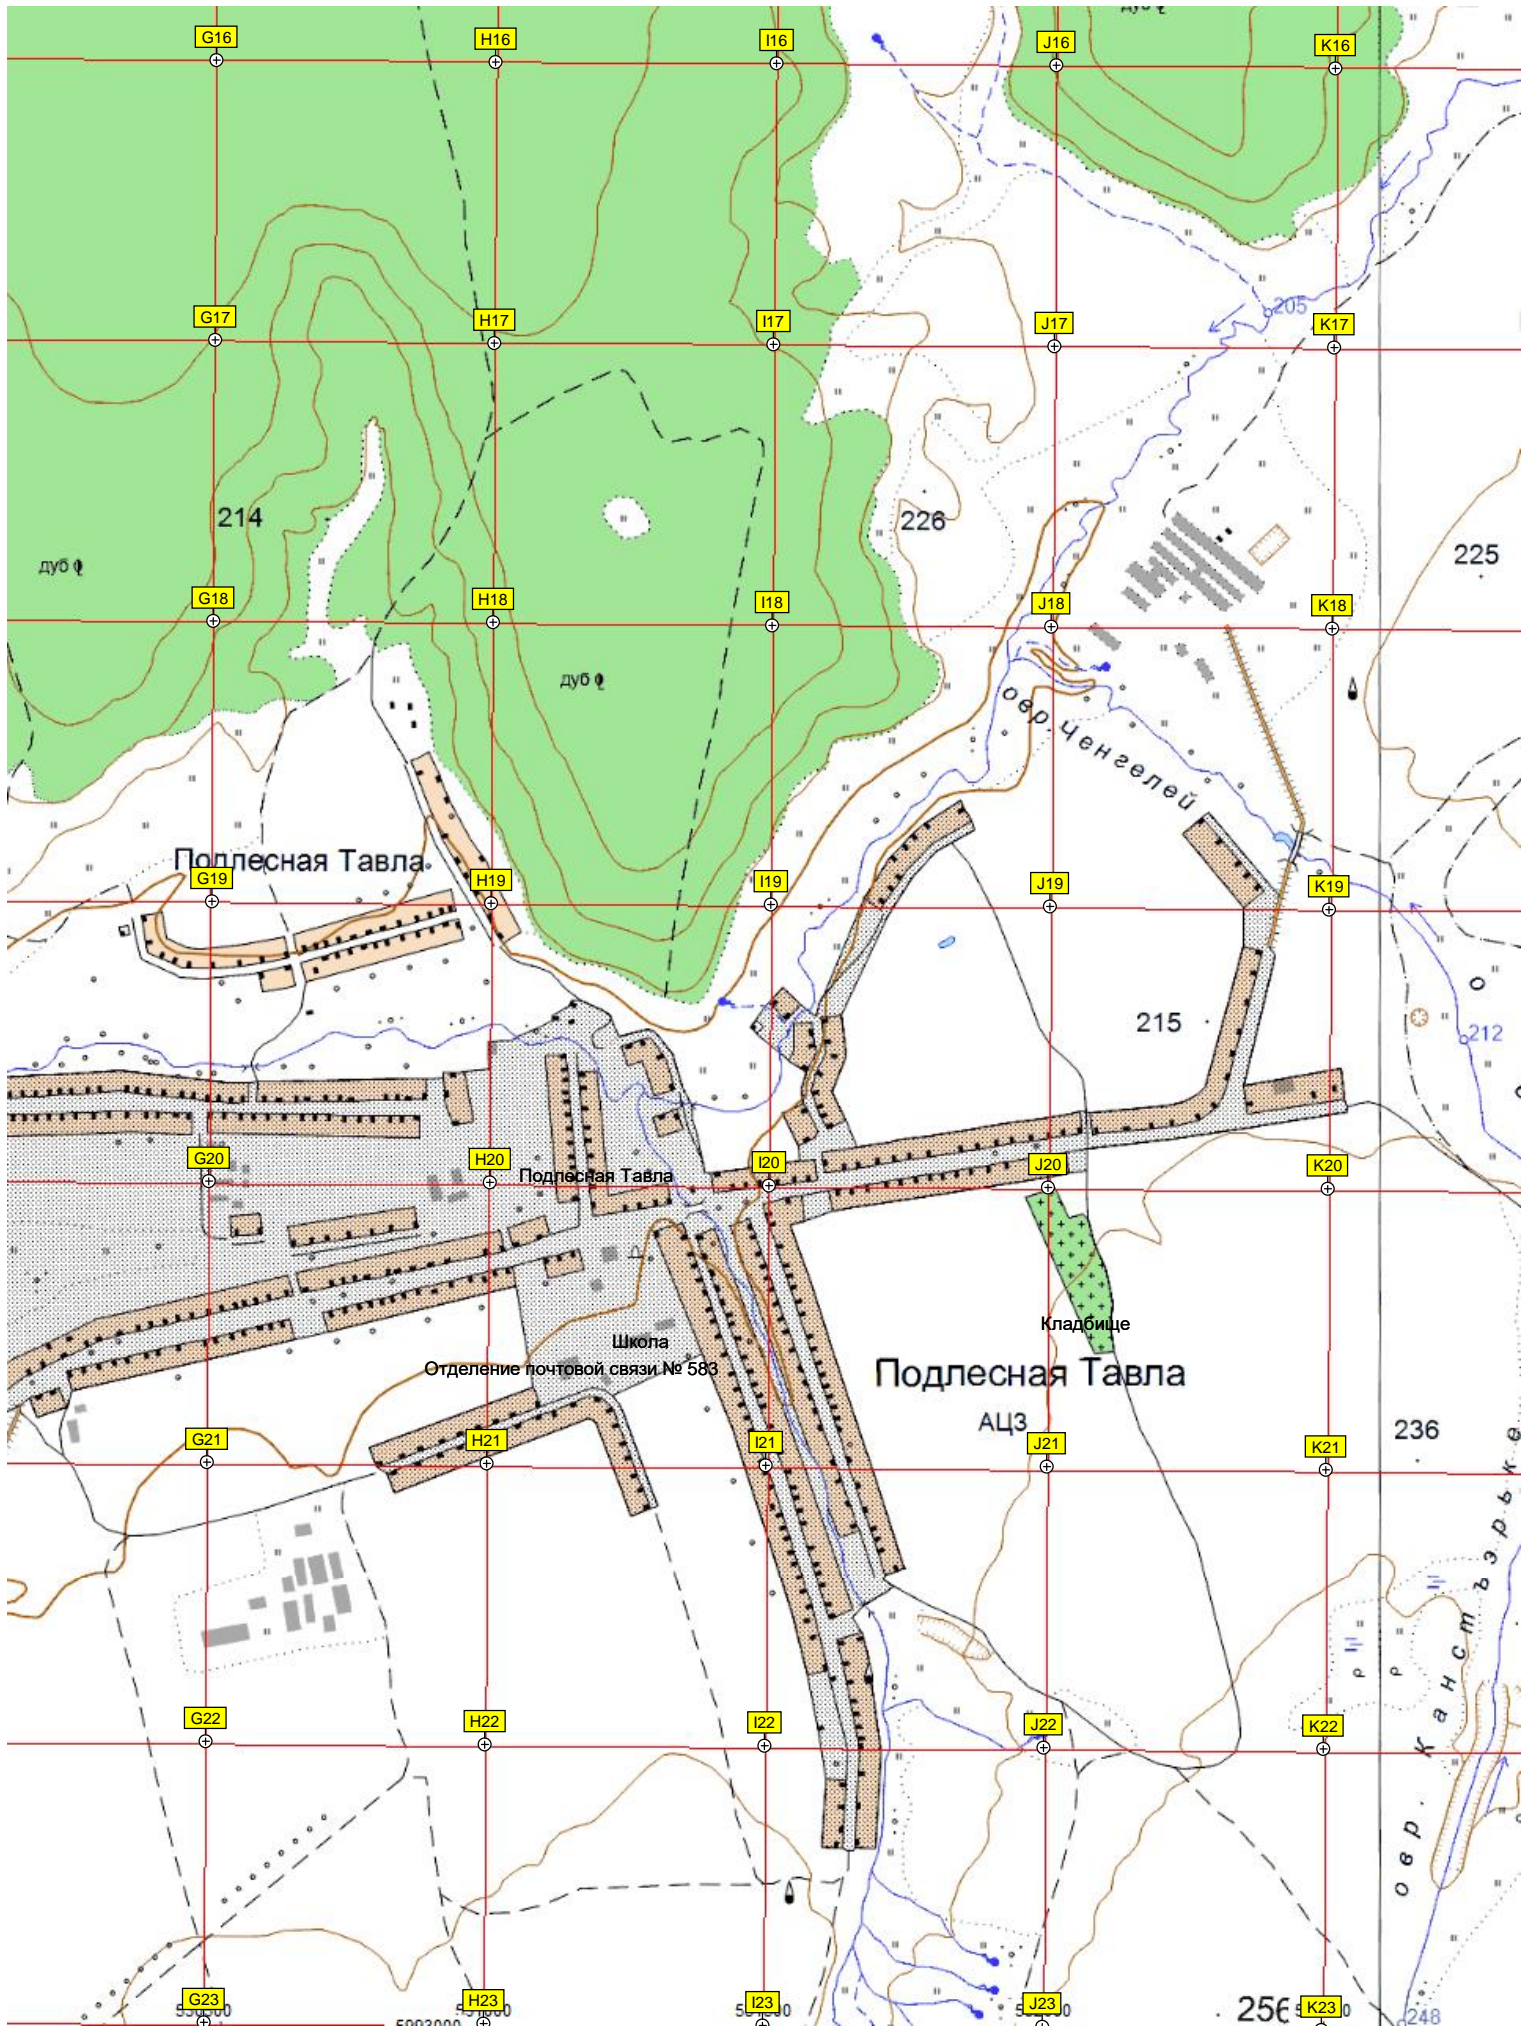 дуб
G16
H16
I16
J16
K16
205
G17
H17
I17
J17
K17
214
226
225
дуб
G18
H18
I18
J18
K18
дуб
овр. Ченгелей
Подлесная Тавла
G19
H19
I19
J19
K19
о
215
212
G20
H20
I20
J20
K20
Подлесная Тавла
Кладбище
Школа
Отделение почтовой связи № 583
Подлесная Тавла
АЦЗ
236
G21
H21
I21
J21
K21
овр. Канстъэрьке
G22
H22
I22
J22
K22
G23
H23
I23
J23
K23
256
248